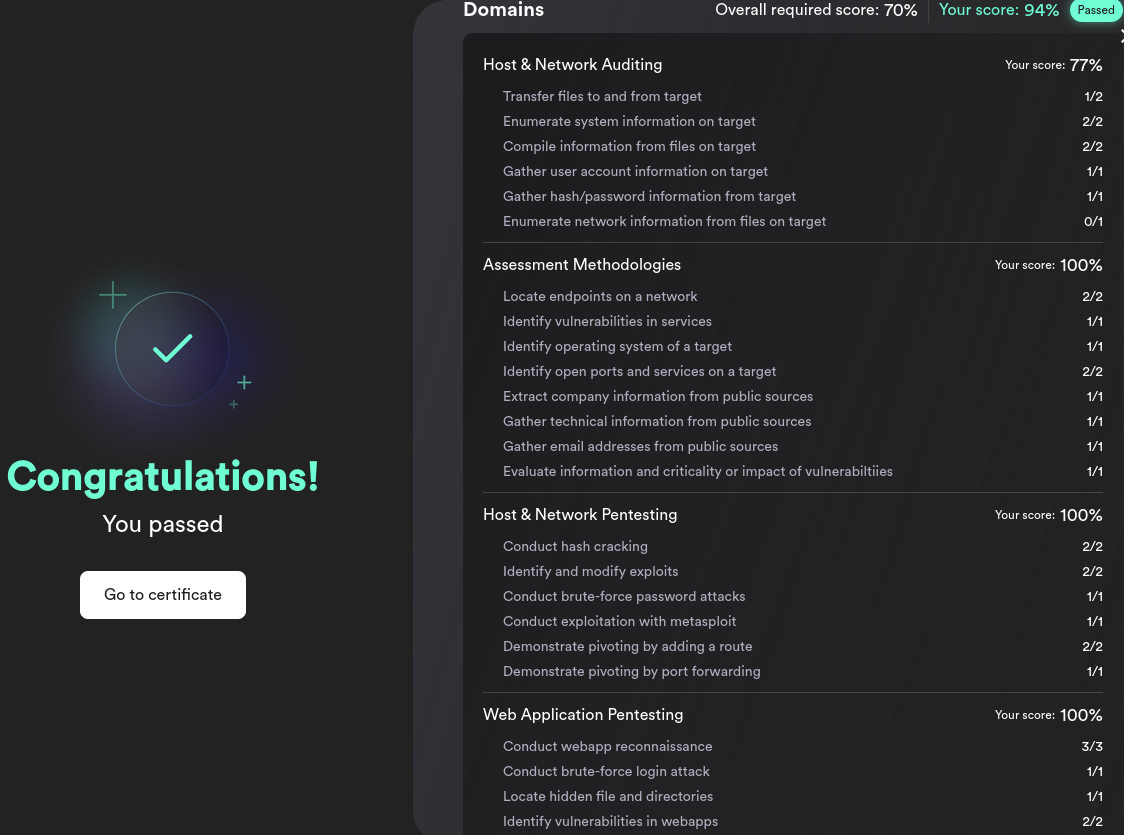 Congratulations!
You passed
Go to certificate
Domains
Overall required score: 70%
Your score: 94%
Passed
Host & Network Auditing Your score: 77%
Transfer files to and from target 1/2
Enumerate system information on target 2/2
Compile information from files on target 2/2
Gather user account information on target 1/1
Gather hash/password information from target 1/1
Enumerate network information from files on target 0/1
Assessment Methodologies Your score: 100%
Locate endpoints on a network 2/2
Identify vulnerabilities in services 1/1
Identify operating system of a target 1/1
Identify open ports and services on a target 2/2
Extract company information from public sources 1/1
Gather technical information from public sources 1/1
Gather email addresses from public sources 1/1
Evaluate information and criticality or impact of vulnerabiltiies 1/1
Host & Network Pentesting Your score: 100%
Conduct hash cracking 2/2
Identify and modify exploits 2/2
Conduct brute-force password attacks 1/1
Conduct exploitation with metasploit 1/1
Demonstrate pivoting by adding a route 2/2
Demonstrate pivoting by port forwarding 1/1
Web Application Pentesting Your score: 100%
Conduct webapp reconnaissance 3/3
Conduct brute-force login attack 1/1
Locate hidden file and directories 1/1
Identify vulnerabilities in webapps 2/2